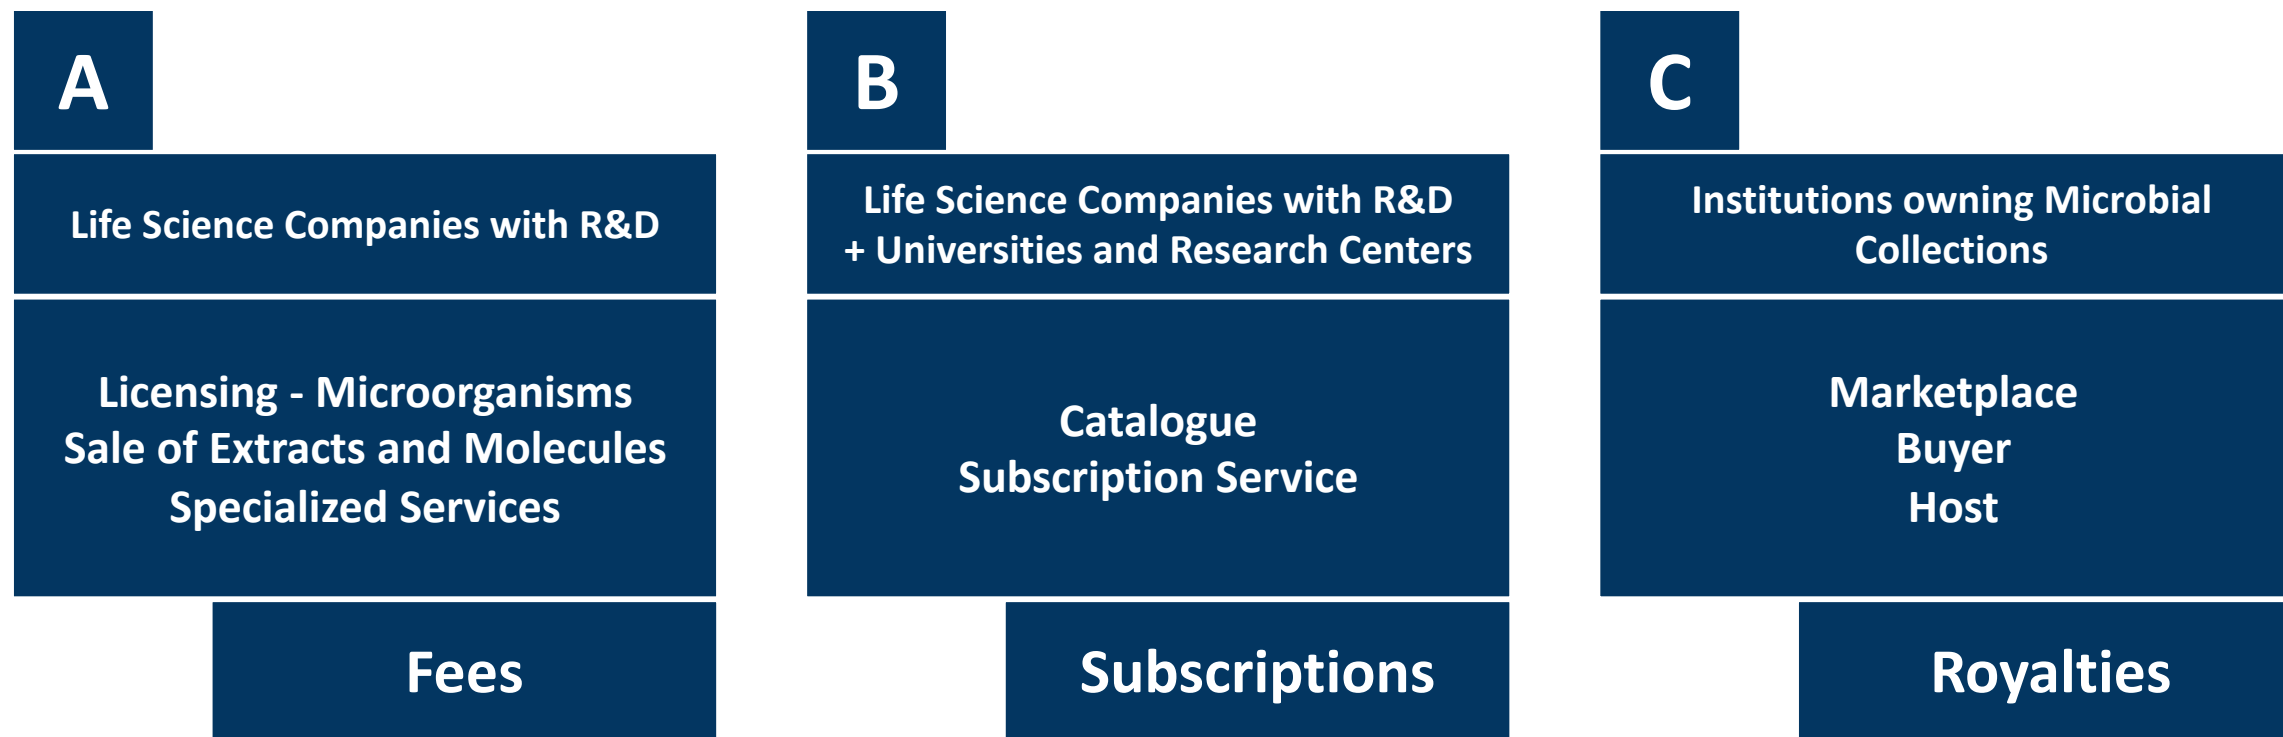 A
Life Science Companies with R&D
Licensing - Microorganisms
Sale of Extracts and Molecules
Specialized Services
Fees
B
Life Science Companies with R&D
+ Universities and Research Centers
Catalogue
Subscription Service
Subscriptions
C
Institutions owning Microbial
Collections
Marketplace
Buyer
Host
Royalties